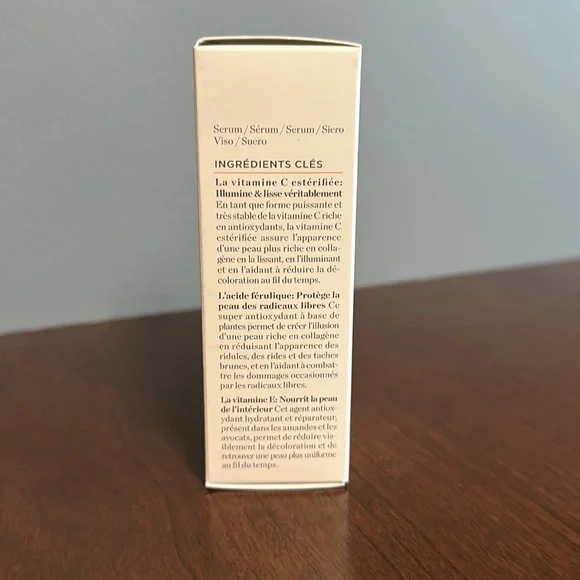 Serum / Sérum / Serum / Siero
Viso / Suero
INGRÉDIENTS CLÉS
La vitamine C estérifiée:
Illumine & lisse véritablement
En tant que forme puissante et
très stable de la vitamine C riche
en antioxydants, la vitamine C
estérifiée assure l'apparence
d'une peau plus riche en colla-
gène en la lissant, en l'illuminant
et en l'aidant à réduire la dé-
coloration au fil du temps.
L'acide férulique: Protège la
peau des radicaux libres Ce
super antioxydant à base de
plantes permet de créer l'illusion
d'une peau riche en collagène
en réduisant l'apparence des
ridules, des rides et des taches
brunes, et en l'aidant à combat-
tre les dommages occasionnés
par les radicaux libres.
La vitamine E: Nourrit la peau
de l'intérieur Cet agent antiox-
ydant hydratant et réparateur,
présent dans les amandes et les
avocats, permet de réduire vis-
iblement la décoloration et de
retrouver une peau plus uniforme
au fil du temps.